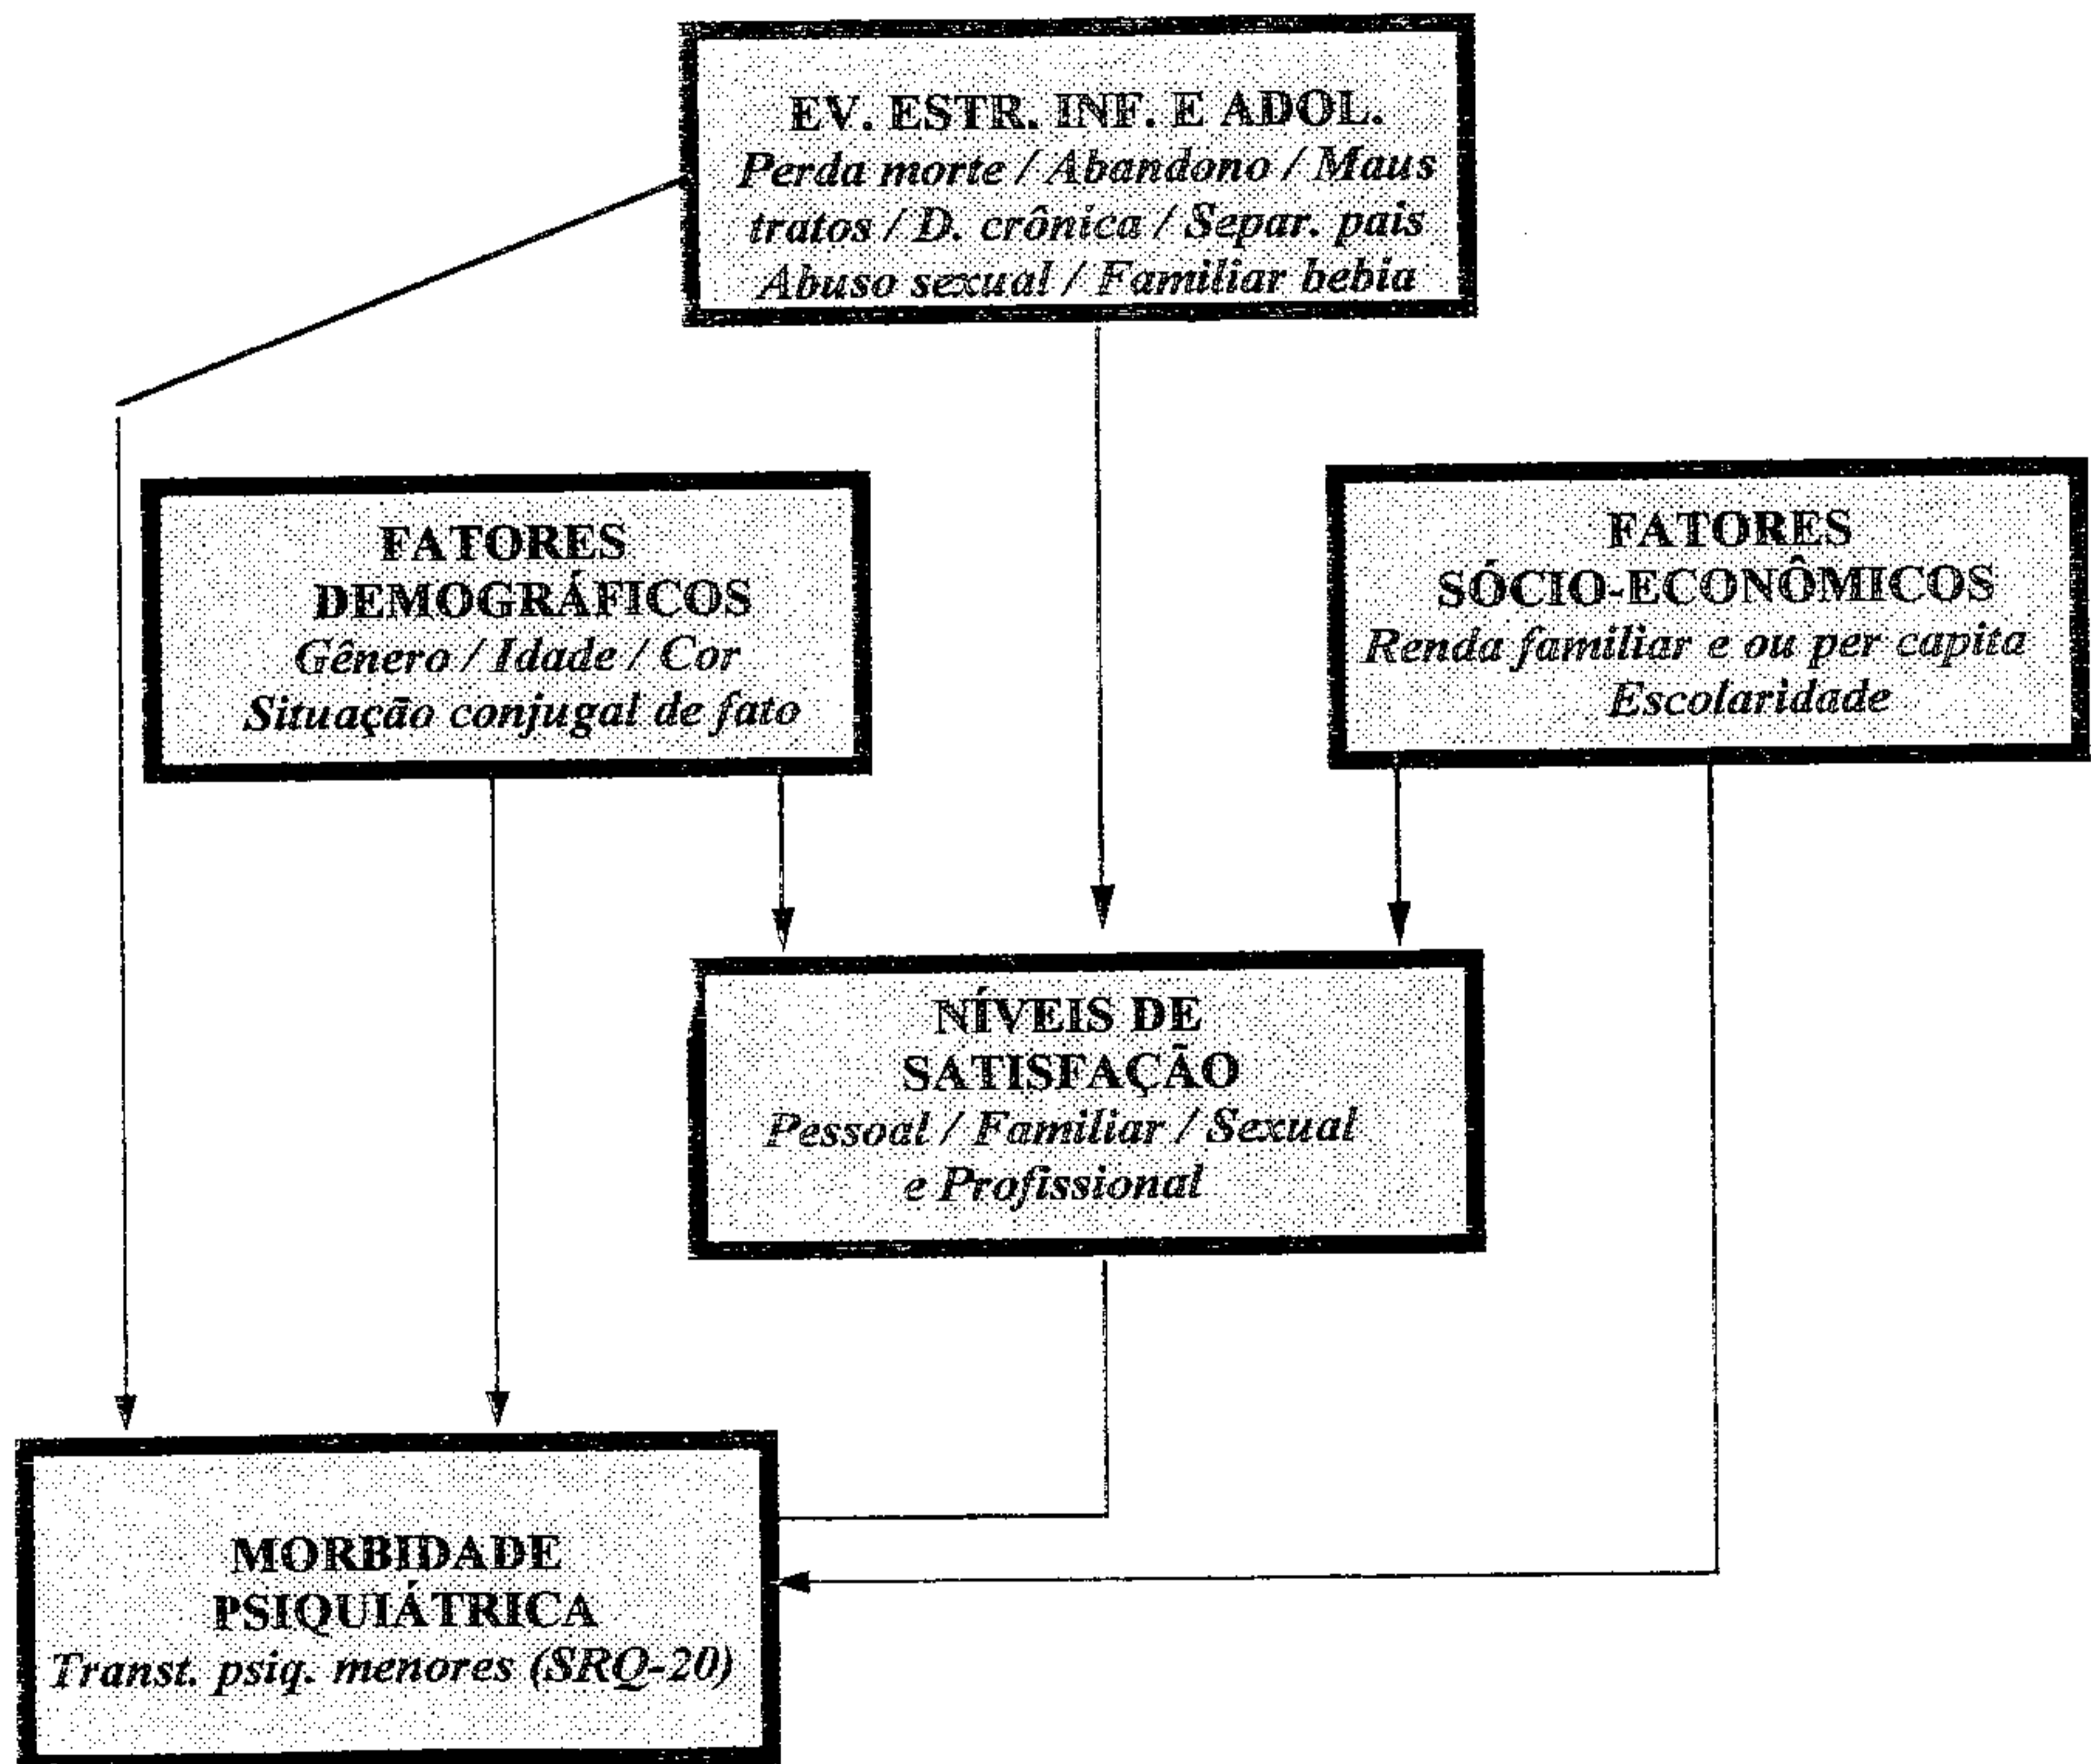 EV. ESTR. INF. E ADOL.
Perda morte / Abandono / Maus
tratos / D. crônica / Separ. pais
Abuso sexual / Familiar bebia
FATORES
DEMOGRÁFICOS
Gênero / Idade / Cor
Situação conjugal de fato
FATORES
SÓCIO-ECONÔMICOS
Renda familiar e ou per capita
Escolaridade
NÍVEIS DE
SATISFAÇÃO
Pessoal / Familiar / Sexual
e Profissional
MORBIDADE
PSIQUIÁTRICA
Transt. psiq. menores (SRQ-20)